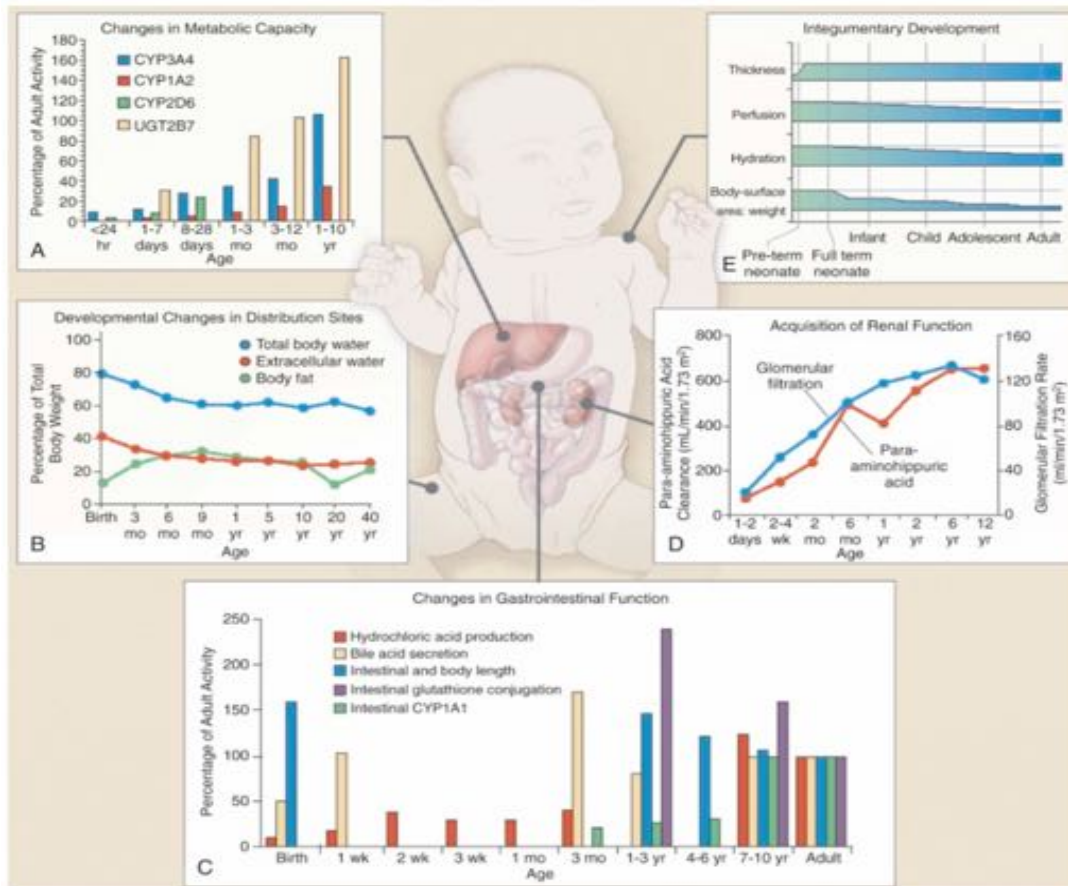 Changes in Metabolic Capacity
Percentage of Adult Activity
180
160
140
120
100
80
60
40
20
0
CYP3A4
CYP1A2
CYP2D6
UGT2B7
<24 hr
1-7 days
8-28 days
1-3 mo
3-12 mo
1-10 yr
Age
A
Integumentary Development
Thickness
Perfusion
Hydration
Body-surface
area: weight
Infant
Child
Adolescent
Adult
Pre-term
neonate
Full term
neonate
E
Developmental Changes in Distribution Sites
Percentage of Total
Body Weight
100
80
60
40
20
0
Total body water
Extracellular water
Body fat
Birth
3 mo
6 mo
9 mo
1 yr
5 yr
10 yr
20 yr
40 yr
Age
B
Acquisition of Renal Function
Para-aminohippuric Acid
Clearance (mL/min/1.73 m²)
800
600
400
200
0
Glomerular
filtration
Para-
aminohippuric
acid
160
120
80
40
0
Glomerular Filtration Rate
(ml/min/1.73 m²)
1-2 days
2-4 wk
2 mo
6 mo
1 yr
2 yr
6 yr
12 yr
Age
D
Changes in Gastrointestinal Function
Percentage of Adult Activity
250
200
150
100
50
0
Hydrochloric acid production
Bile acid secretion
Intestinal and body length
Intestinal glutathione conjugation
Intestinal CYP1A1
Birth
1 wk
2 wk
3 wk
1 mo
3 mo
1-3 yr
4-6 yr
7-10 yr
Adult
Age
C